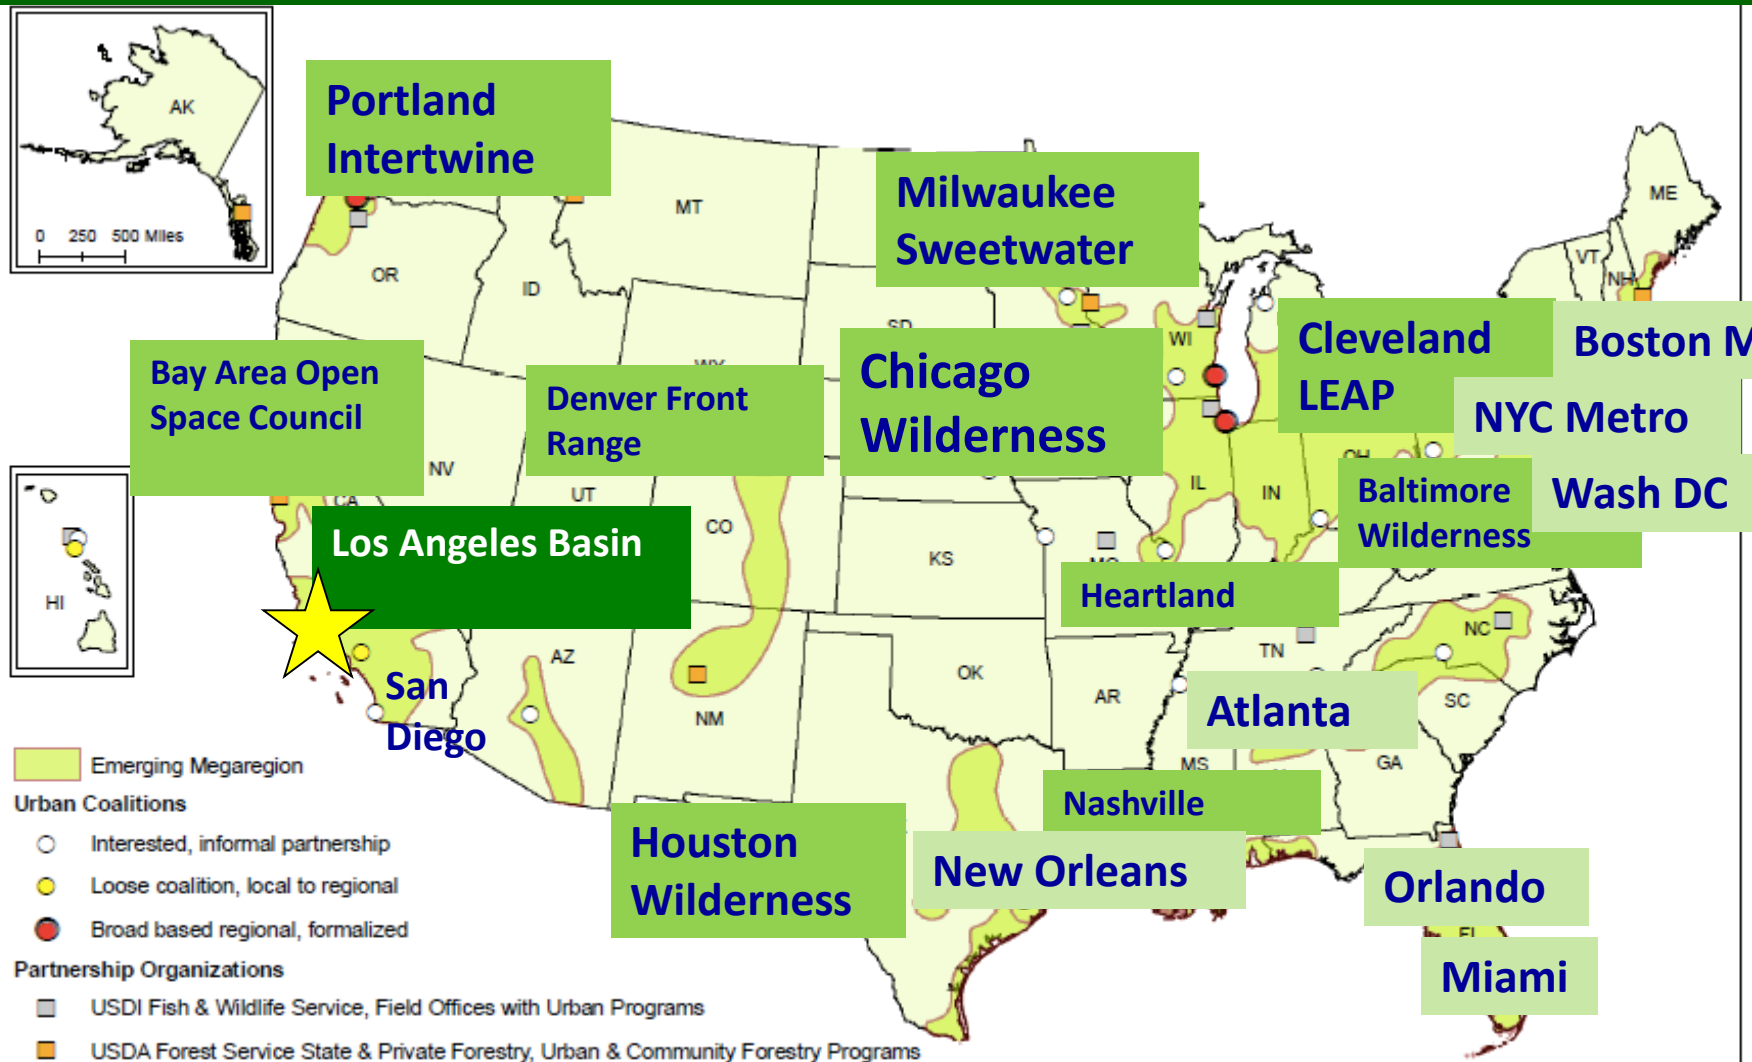 AK
0 250 500 Miles
Portland
Intertwine
MT
OR
ID
Milwaukee
Sweetwater
ME
VT
NH
SD
WI
WY
Bay Area Open
Space Council
Denver Front
Range
Chicago
Wilderness
Cleveland
LEAP
Boston M
NYC Metro
Wash DC
OH
Baltimore
Wilderness
NV
UT
CA
CO
IL
IN
Los Angeles Basin
KS
MO
Heartland
HI
AZ
NM
OK
AR
TN
NC
SC
San
Diego
Atlanta
MS
GA
Nashville
Houston
Wilderness
New Orleans
Orlando
FL
Miami
Emerging Megaregion
Urban Coalitions
Interested, informal partnership
Loose coalition, local to regional
Broad based regional, formalized
Partnership Organizations
USDI Fish & Wildlife Service, Field Offices with Urban Programs
USDA Forest Service State & Private Forestry, Urban & Community Forestry Programs